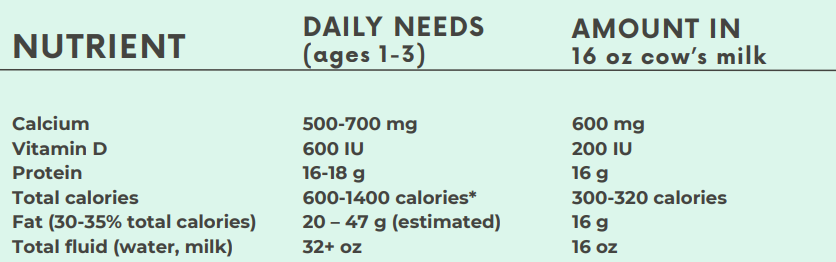 NUTRIENT DAILY NEEDS (ages 1-3) AMOUNT IN 16 oz cow's milk
Calcium 500-700 mg 600 mg
Vitamin D 600 IU 200 IU
Protein 16-18 g 16 g
Total calories 600-1400 calories* 300-320 calories
Fat (30-35% total calories) 20 – 47 g (estimated) 16 g
Total fluid (water, milk) 32+ oz 16 oz